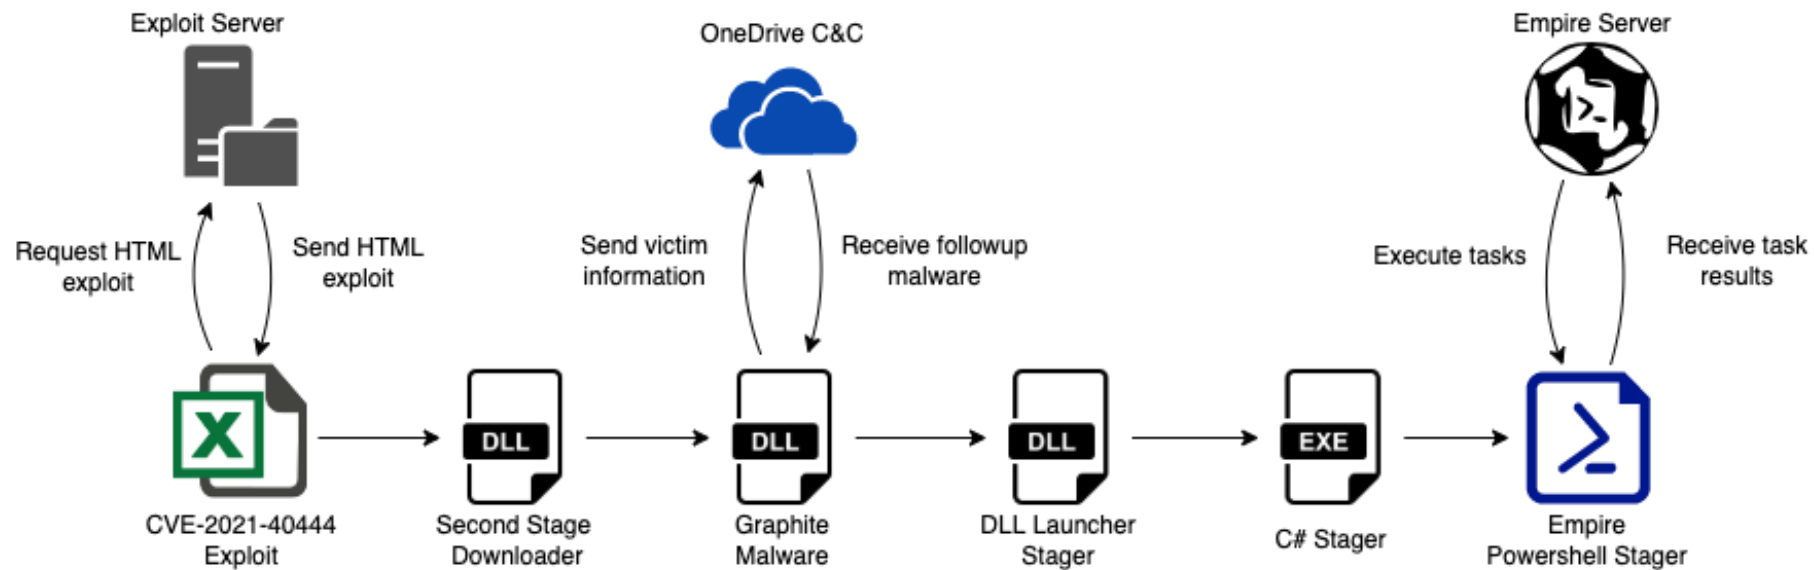 Exploit Server
OneDrive C&C
Empire Server
Request HTML
exploit
Send HTML
exploit
Send victim
information
Receive followup
malware
Execute tasks
Receive task
results
X
DLL
DLL
DLL
EXE
CVE-2021-40444
Exploit
Second Stage
Downloader
Graphite
Malware
DLL Launcher
Stager
C# Stager
Empire
Powershell Stager